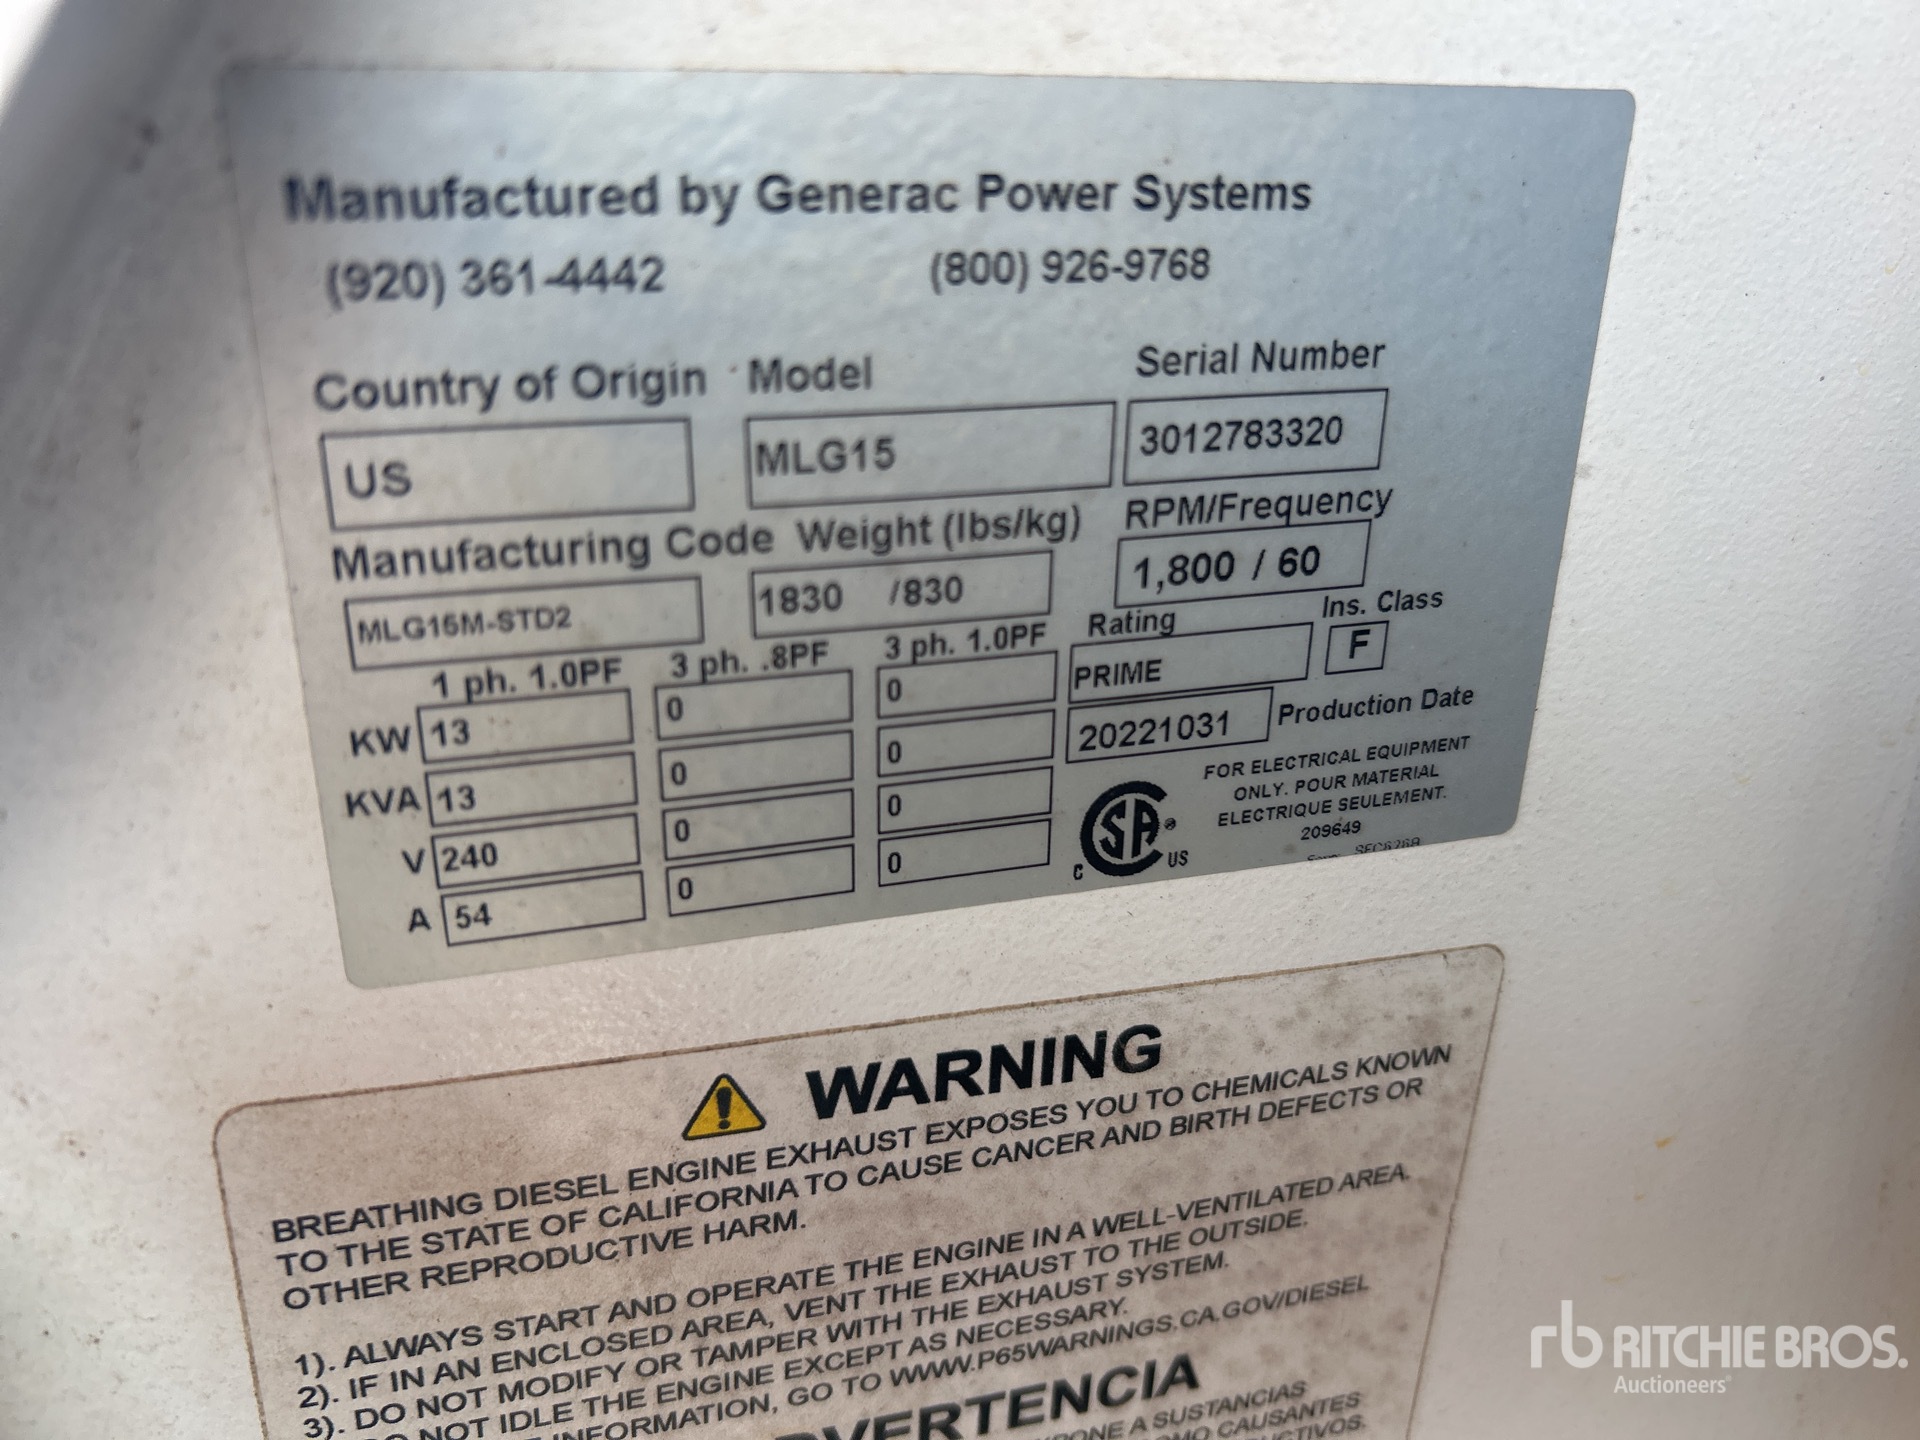 Manufactured by Generac Power Systems
(920) 361-4442 (800) 926-9768
Country of Origin Model Serial Number
US MLG15 3012783320
Manufacturing Code Weight (lbs/kg) RPM/Frequency
MLG15M-STD2 1830 /830 1,800 / 60
1 ph. 1.0PF 3 ph. .8PF 3 ph. 1.0PF Rating Ins. Class
KW 13 0 0 PRIME F
KVA 13 0 0 20221031 Production Date
V 240 0 0
A 54 0 0
FOR ELECTRICAL EQUIPMENT
ONLY. POUR MATERIAL
ELECTRIQUE SEULEMENT.
209649
CSA® C US
WARNING
BREATHING DIESEL ENGINE EXHAUST EXPOSES YOU TO CHEMICALS KNOWN
TO THE STATE OF CALIFORNIA TO CAUSE CANCER AND BIRTH DEFECTS OR
OTHER REPRODUCTIVE HARM.
1). ALWAYS START AND OPERATE THE ENGINE IN A WELL-VENTILATED AREA.
2). IF IN AN ENCLOSED AREA, VENT THE EXHAUST TO THE OUTSIDE.
3). DO NOT MODIFY OR TAMPER WITH THE EXHAUST SYSTEM.
NOT IDLE THE ENGINE EXCEPT AS NECESSARY.
INFORMATION, GO TO WWW.P65WARNINGS.CA.GOV/DIESEL
VERTENCIA
A SUSTANCIAS
CAUSANTES
rb RITCHIE BROS.
Auctioneers